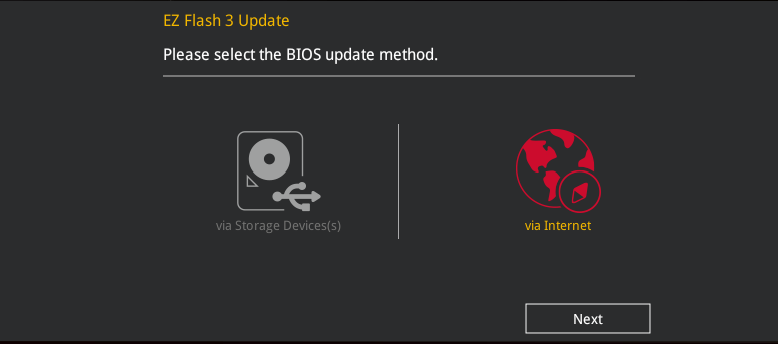 EZ Flash 3 Update
Please select the BIOS update method.
via Storage Devices(s)
via Internet
Next